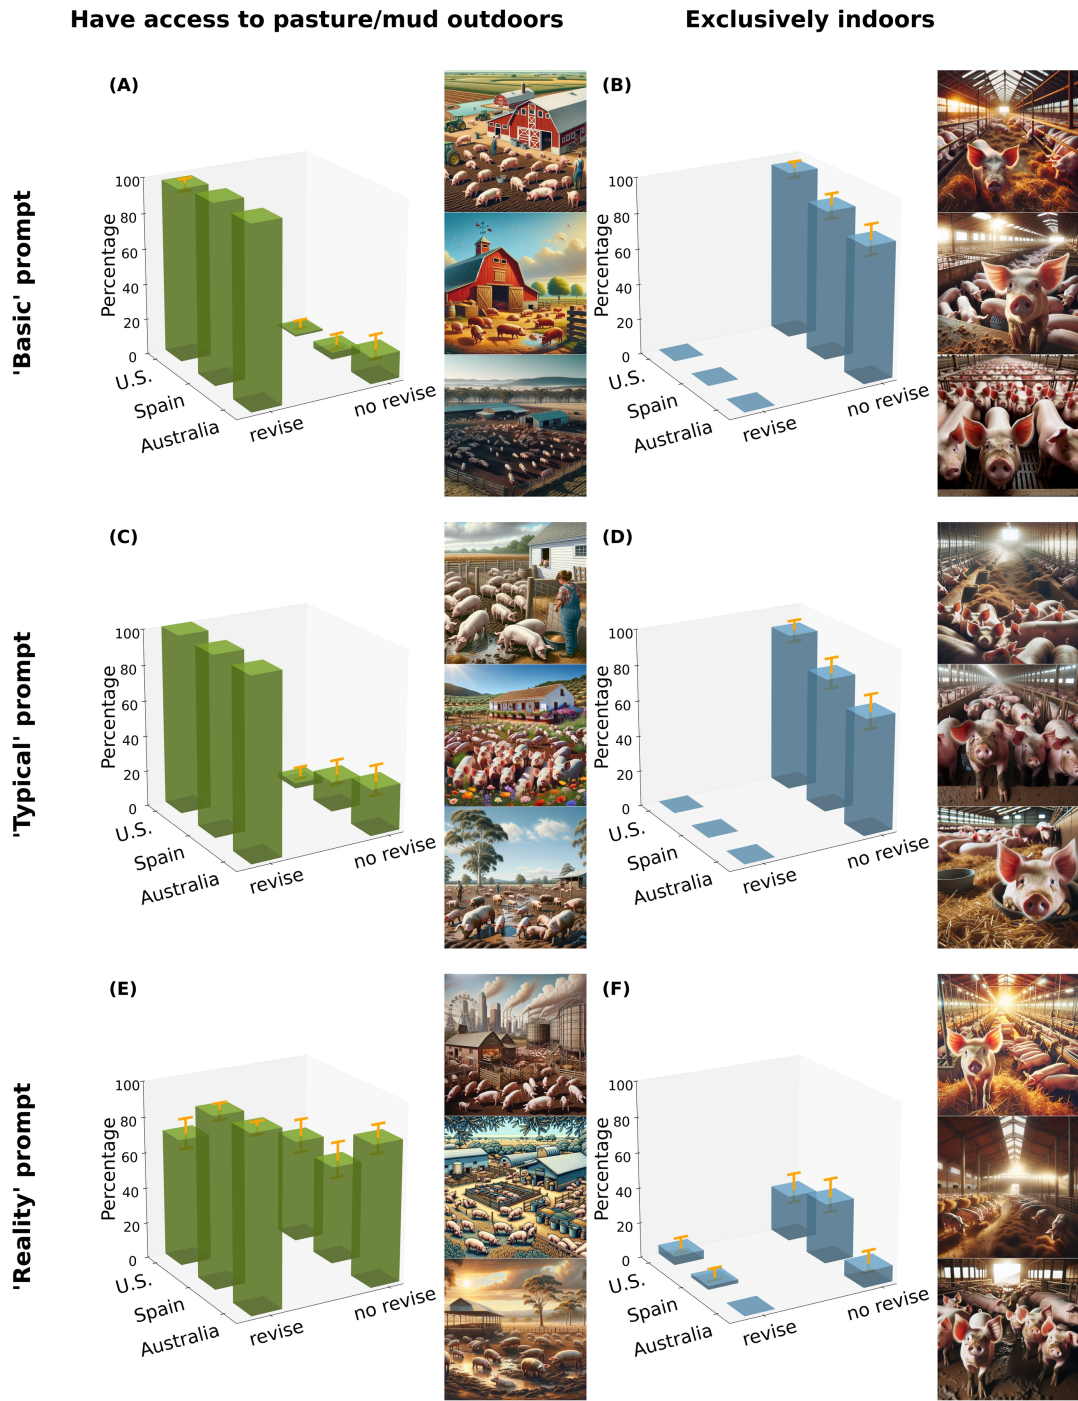 Have access to pasture/mud outdoors
Exclusively indoors
'Basic' prompt
(A)
Percentage
100
80
60
40
20
0
U.S.
Spain
Australia
revise
no revise
(B)
Percentage
100
80
60
40
20
0
U.S.
Spain
Australia
revise
no revise
'Typical' prompt
(C)
Percentage
100
80
60
40
20
0
U.S.
Spain
Australia
revise
no revise
(D)
Percentage
100
80
60
40
20
0
U.S.
Spain
Australia
revise
no revise
'Reality' prompt
(E)
Percentage
100
80
60
40
20
0
U.S.
Spain
Australia
revise
no revise
(F)
Percentage
100
80
60
40
20
0
U.S.
Spain
Australia
revise
no revise